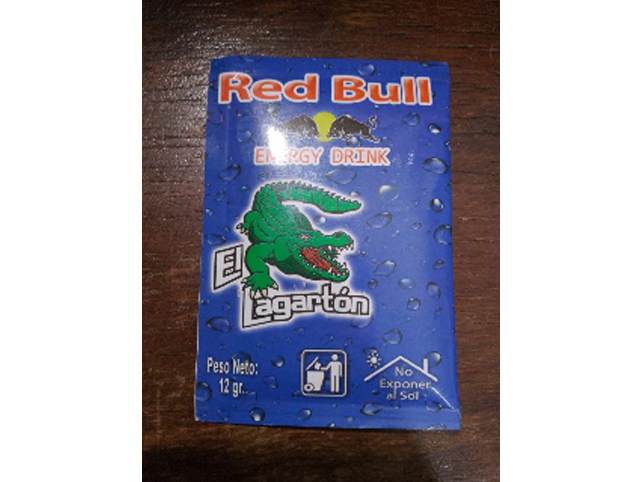 Red Bull
ENERGY DRINK
El
Lagartón
Peso Neto:
12 gr.
No
Exponer
al Sol